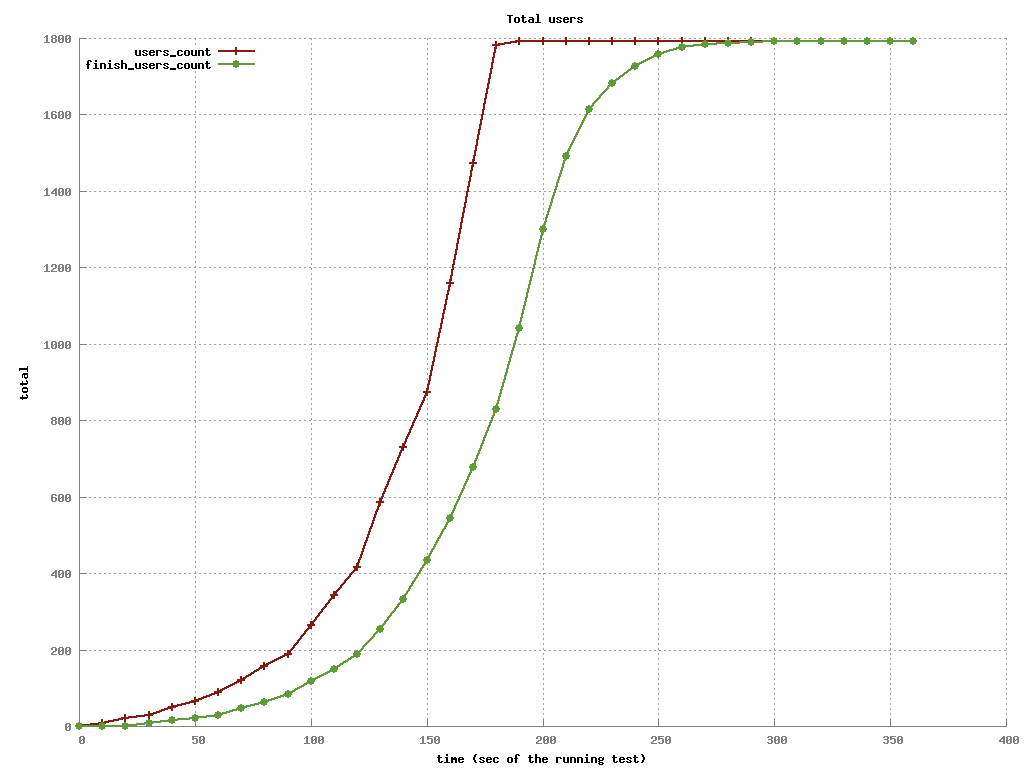 Total users
users_count
finish_users_count
1800
1600
1400
1200
1000
800
600
400
200
0
total
0 50 100 150 200 250 300 350 400
time (sec of the running test)